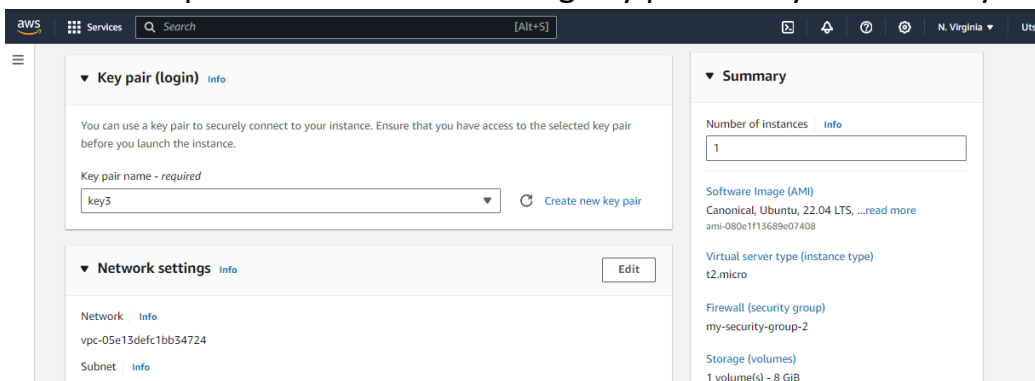 aws
Services
Search [Alt+S]
N. Virginia
Uts
Key pair (login) Info
You can use a key pair to securely connect to your instance. Ensure that you have access to the selected key pair
before you launch the instance.
Key pair name - required
key3
Create new key pair
Network settings Info
Edit
Network Info
vpc-05e13defc1bb34724
Subnet Info
Summary
Number of instances Info
1
Software Image (AMI)
Canonical, Ubuntu, 22.04 LTS, ...read more
ami-080e1f13689e07408
Virtual server type (instance type)
t2.micro
Firewall (security group)
my-security-group-2
Storage (volumes)
1 volume(s) - 8 GiB